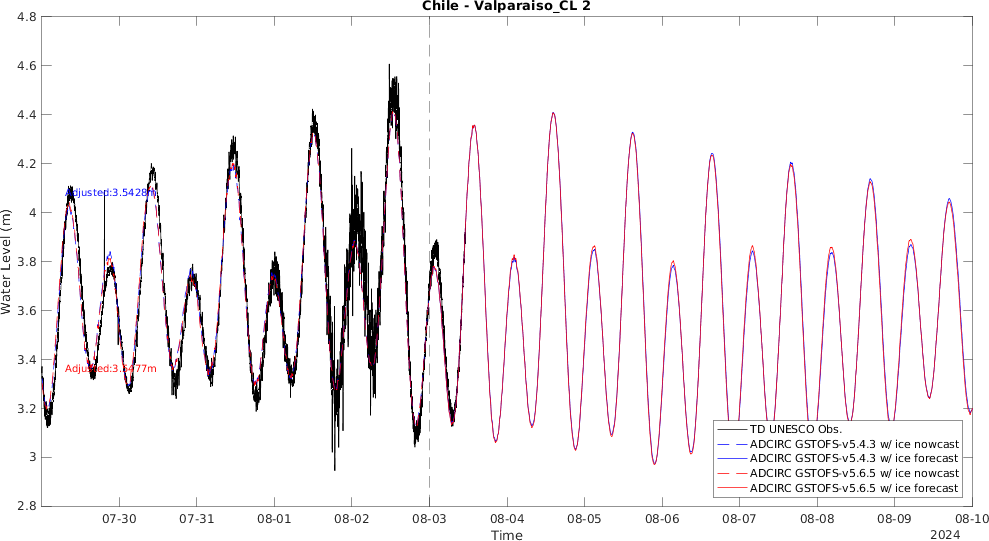 Chile - Valparaiso_CL 2
4.8
4.6
4.4
4.2
4
3.8
3.6
3.4
3.2
3
2.8
Water Level (m)
Adjusted:3.5428m
Adjusted:3.5477m
TD UNESCO Obs.
ADCIRC GSTOFS-v5.4.3 w/ ice nowcast
ADCIRC GSTOFS-v5.4.3 w/ ice forecast
ADCIRC GSTOFS-v5.6.5 w/ ice nowcast
ADCIRC GSTOFS-v5.6.5 w/ ice forecast
07-30 07-31 08-01 08-02 08-03 08-04 08-05 08-06 08-07 08-08 08-09 08-10
Time
2024